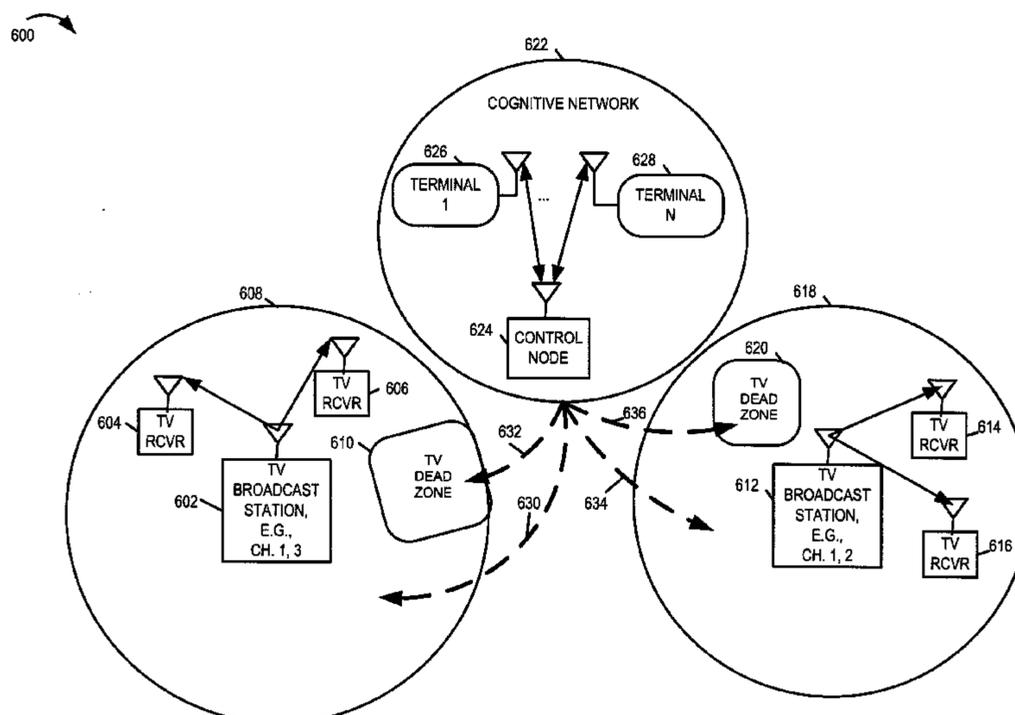 600
622
COGNITIVE NETWORK
626
TERMINAL
1
...
628
TERMINAL
N
624
CONTROL
NODE
608
604
TV
RCVR
TV
RCVR
606
610
TV
DEAD
ZONE
602
TV
BROADCAST
STATION,
E.G.,
CH. 1, 3
632
630
636
634
618
620
TV
DEAD
ZONE
612
TV
BROADCAST
STATION,
E.G.,
CH. 1, 2
TV
RCVR
614
TV
RCVR
616